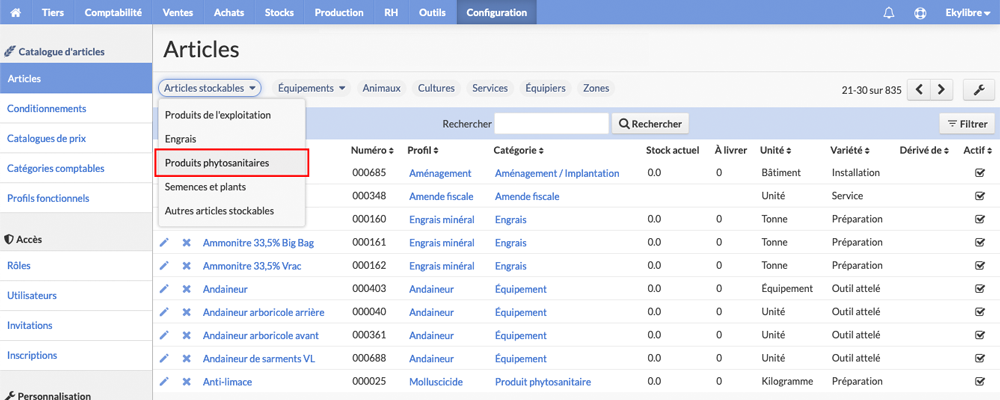 Tiers Comptabilité Ventes Achats Stocks Production RH Outils Configuration Ekylibre
Catalogue d'articles
Articles
Conditionnements
Catalogues de prix
Catégories comptables
Profils fonctionnels
Accès
Rôles
Utilisateurs
Invitations
Inscriptions
Personnalisation
Articles
Articles stockables Équipements Animaux Cultures Services Équipiers Zones 21-30 sur 835
Produits de l'exploitation
Engrais
Produits phytosanitaires
Semences et plants
Autres articles stockables
Rechercher Rechercher Filtrer
Numéro Profil Catégorie Stock actuel À livrer Unité Variété Dérivé de Actif
000685 Aménagement Aménagement / Implantation Bâtiment Installation
000348 Amende fiscale Amende fiscale Unité Service
000160 Engrais minéral Engrais 0.0 0 Tonne Préparation
Ammonitre 33,5% Big Bag 000161 Engrais minéral Engrais 0.0 0 Tonne Préparation
Ammonitre 33,5% Vrac 000162 Engrais minéral Engrais 0.0 0 Tonne Préparation
Andaineur 000403 Andaineur Équipement 0.0 0 Équipement Outil attelé
Andaineur arboricole arrière 000040 Andaineur Équipement 0.0 0 Unité Outil attelé
Andaineur arboricole avant 000361 Andaineur Équipement 0.0 0 Unité Outil attelé
Andaineur de sarments VL 000688 Andaineur Équipement 0.0 0 Unité Outil attelé
Anti-limace 000025 Molluscicide Produit phytosanitaire 0.0 0 Kilogramme Préparation